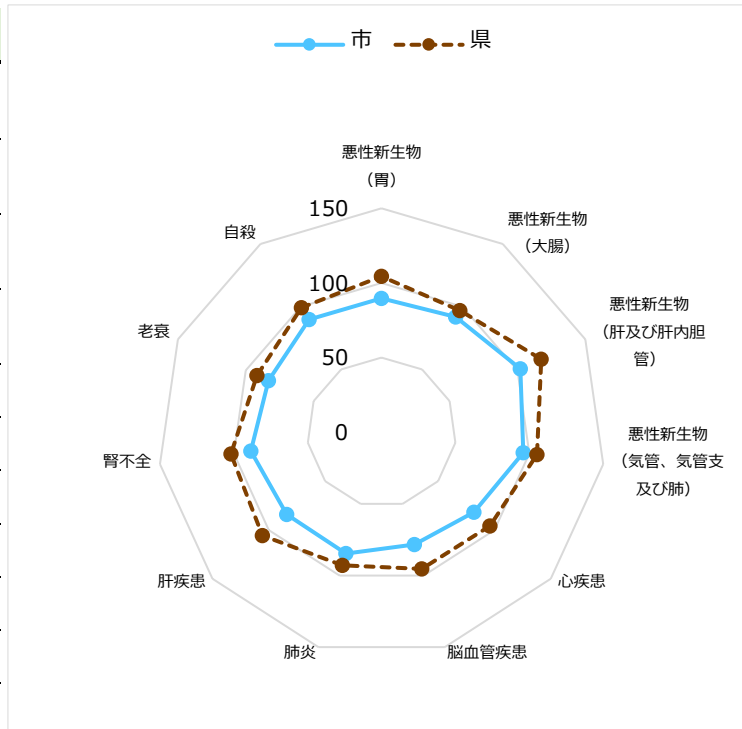 市 県
悪性新生物
（胃）
悪性新生物
（大腸）
悪性新生物
（肝及び肝内胆
管）
悪性新生物
（気管、気管支
及び肺）
心疾患
脳血管疾患
肺炎
肝疾患
腎不全
老衰
自殺
150
100
50
0